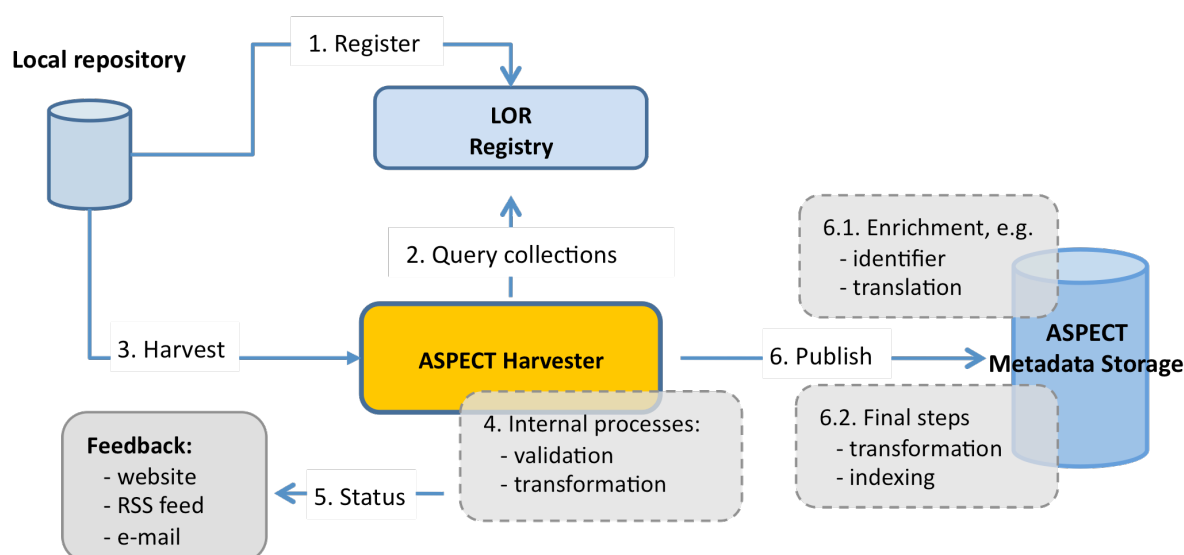 1. Register
Local repository
LOR
Registry
6.1. Enrichment, e.g.
- identifier
- translation
2. Query collections
ASPECT
Metadata Storage
3. Harvest
ASPECT Harvester
6. Publish
4. Internal processes:
- validation
- transformation
6.2. Final steps
- transformation
- indexing
Feedback:
- website
- RSS feed
- e-mail
5. Status